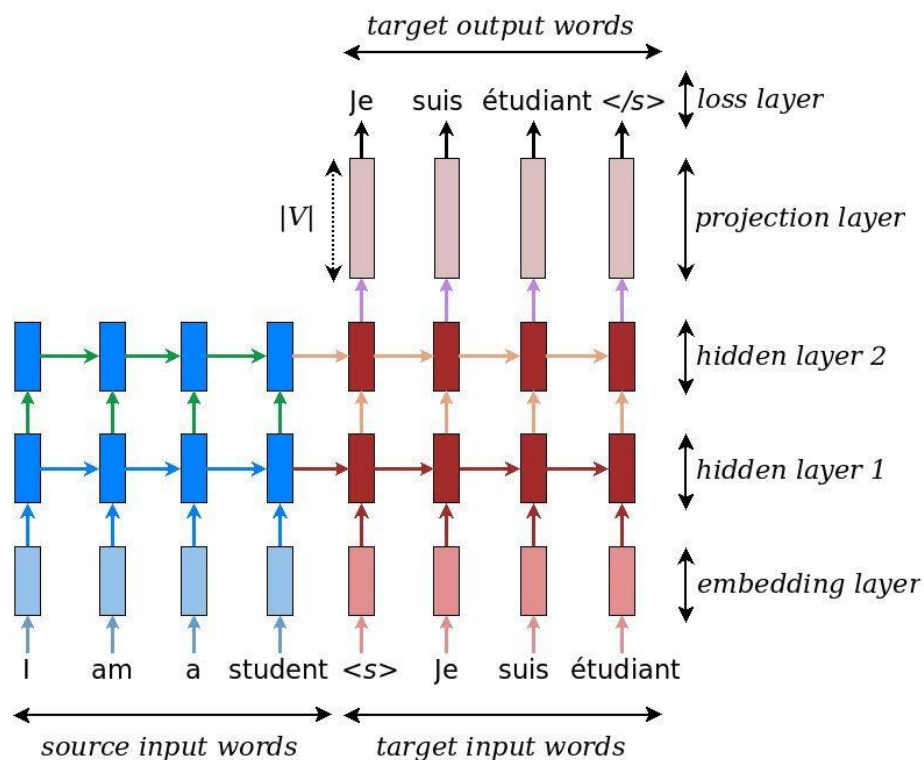 target output words
Je suis étudiant </s>
loss layer
|V|
projection layer
hidden layer 2
hidden layer 1
embedding layer
I am a student <s> Je suis étudiant
source input words
target input words